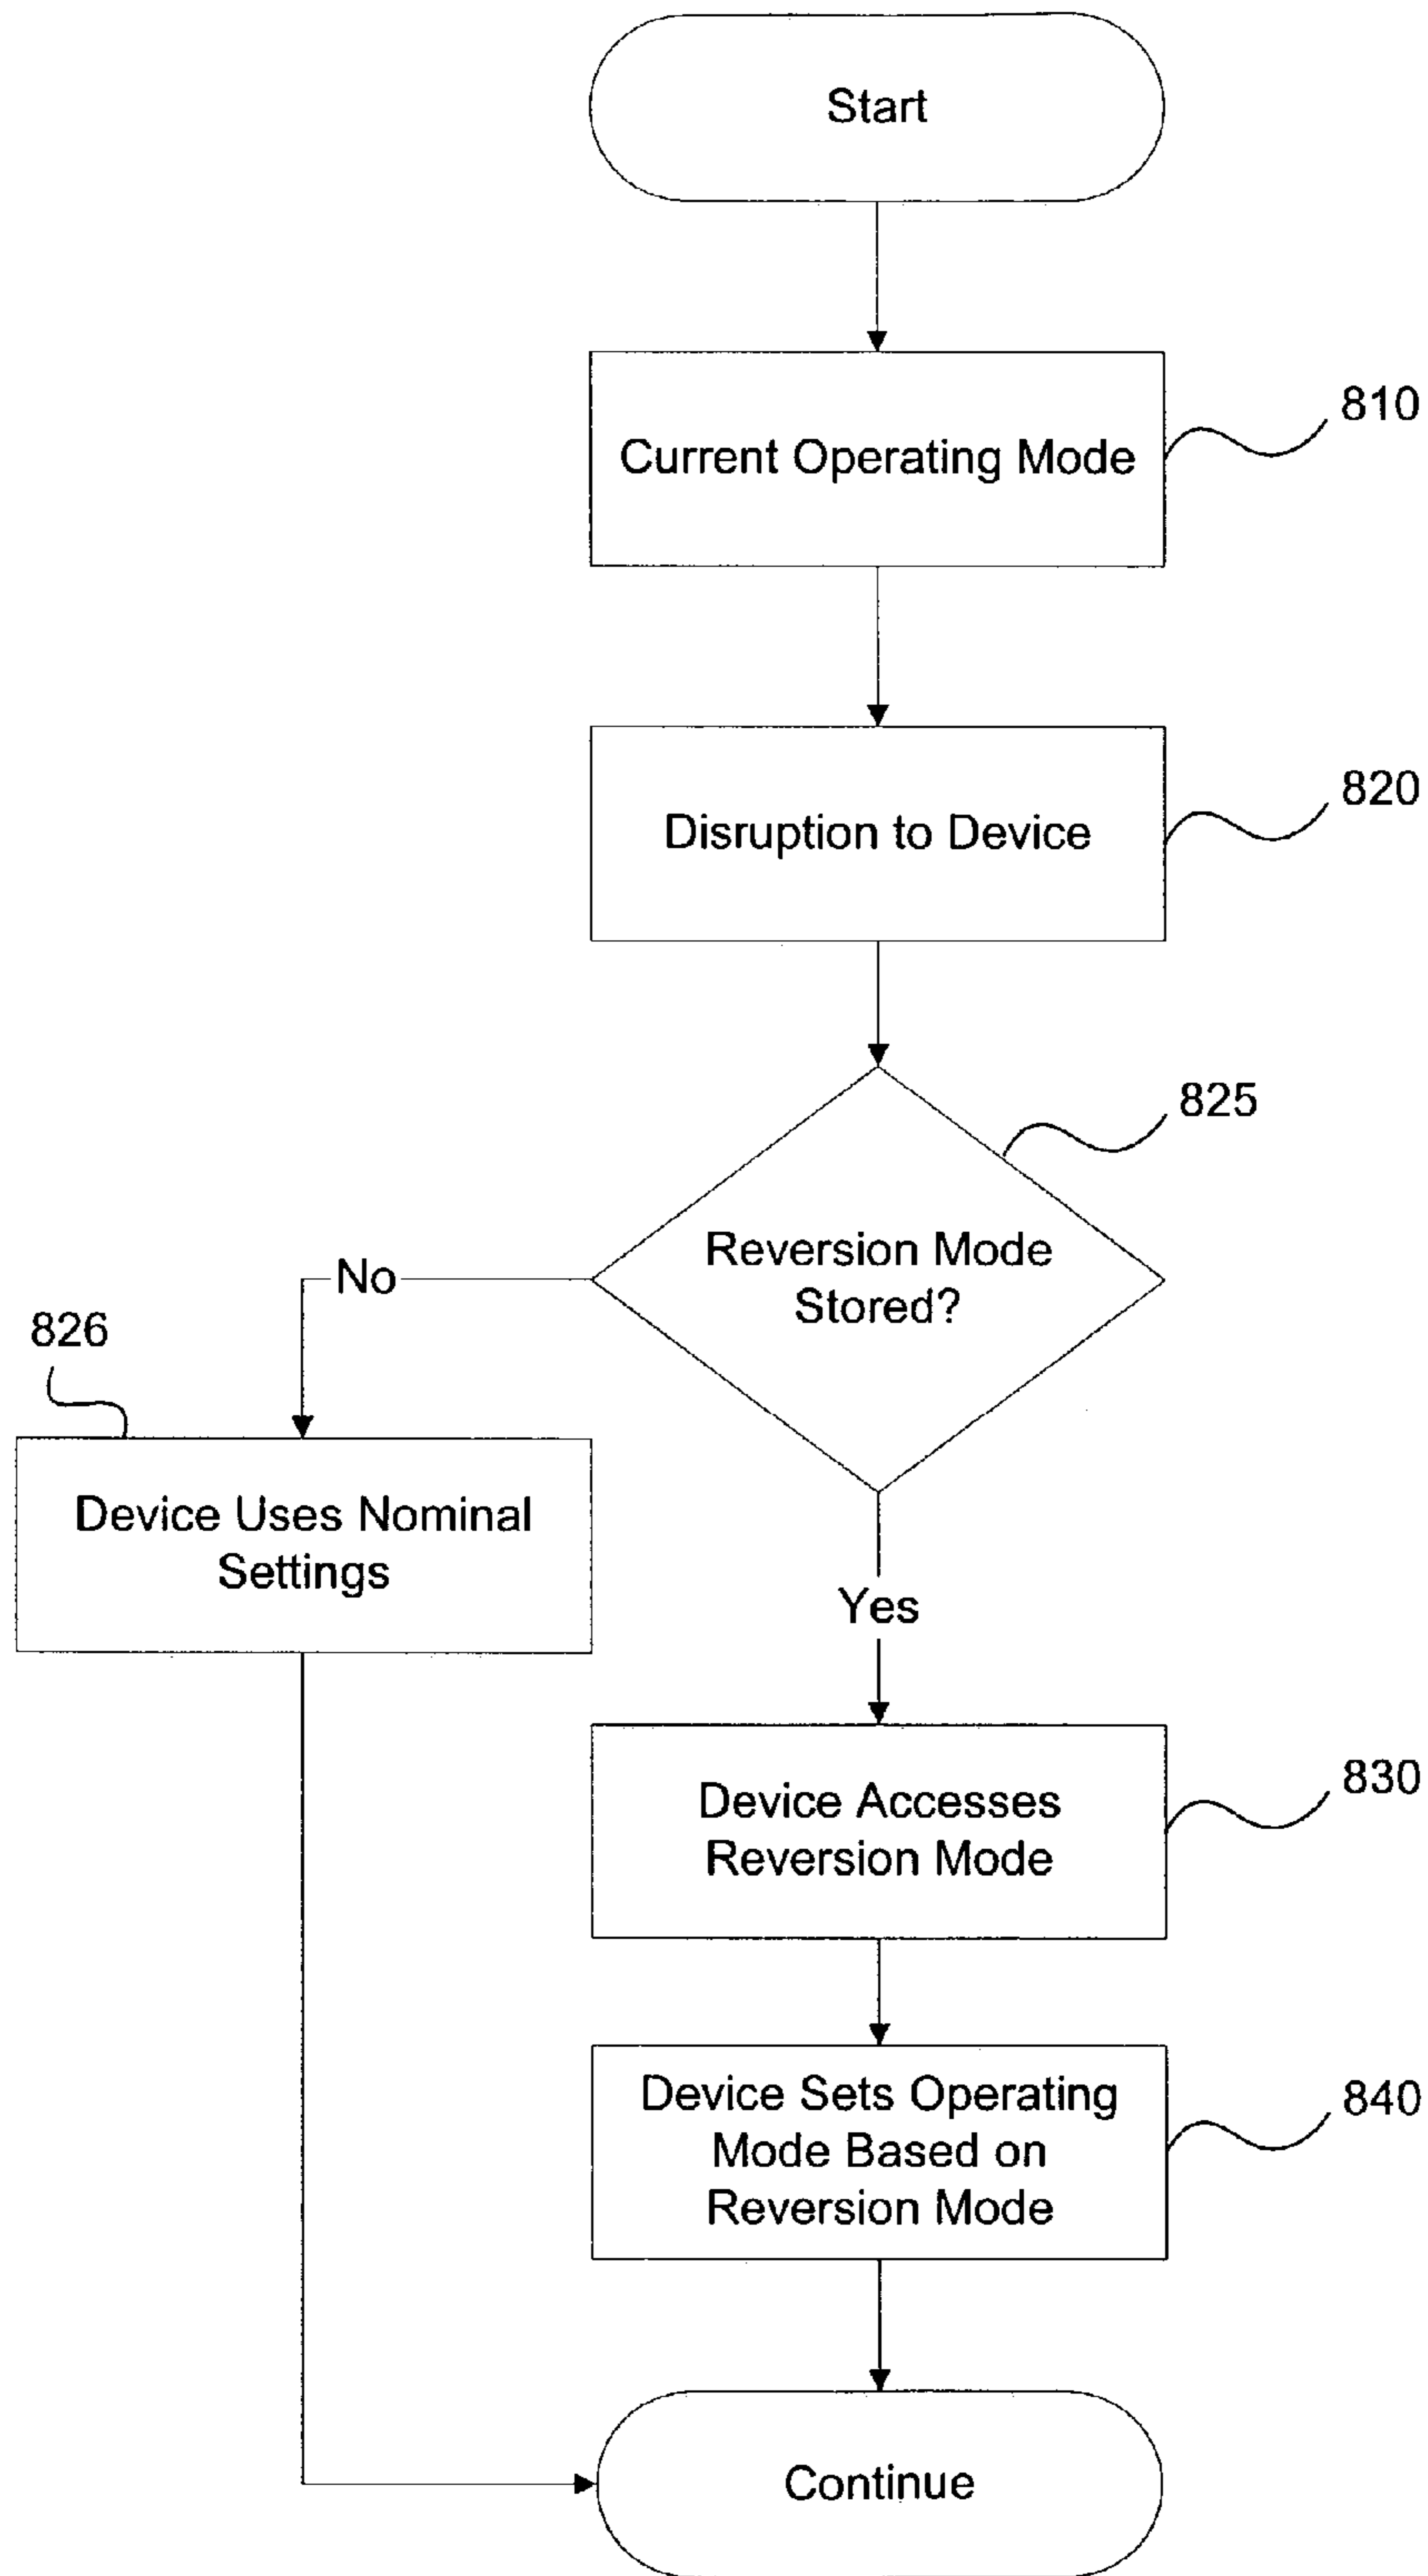 Start
Current Operating Mode
810
Disruption to Device
820
825
Reversion Mode
Stored?
No
826
Device Uses Nominal
Settings
Yes
Device Accesses
Reversion Mode
830
Device Sets Operating
Mode Based on
Reversion Mode
840
Continue